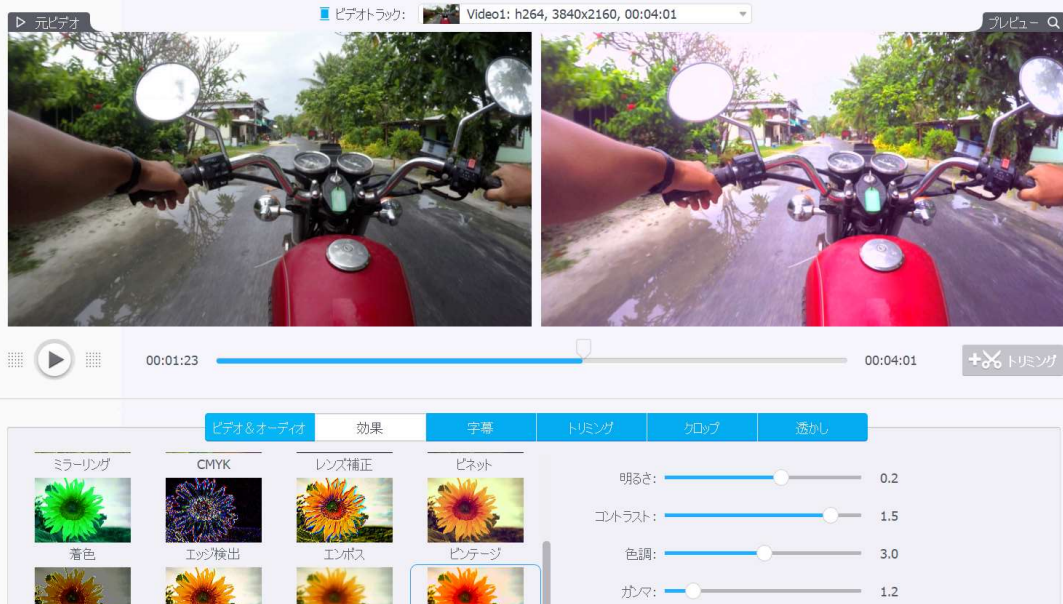 ビデオトラック: Video1: h264, 3840x2160, 00:04:01
元ビデオ
プレビュー
00:01:23
00:04:01
トリミング
ビデオ＆オーディオ
効果
字幕
トリミング
クロップ
透かし
ミラーリング
CMYK
レンズ補正
ビネット
着色
エッジ検出
エンボス
ビンテージ
明るさ: 0.2
コントラスト: 1.5
色調: 3.0
ガンマ: 1.2